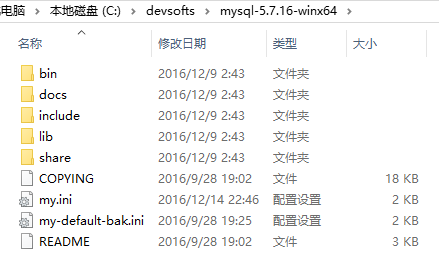 电脑 › 本地磁盘 (C:) › devsofts › mysql-5.7.16-winx64 ›
名称 修改日期 类型 大小
bin 2016/12/9 2:43 文件夹
docs 2016/12/9 2:43 文件夹
include 2016/12/9 2:43 文件夹
lib 2016/12/9 2:43 文件夹
share 2016/12/9 2:43 文件夹
COPYING 2016/9/28 19:02 文件 18 KB
my.ini 2016/12/14 22:46 配置设置 2 KB
my-default-bak.ini 2016/9/28 19:25 配置设置 2 KB
README 2016/9/28 19:02 文件 3 KB